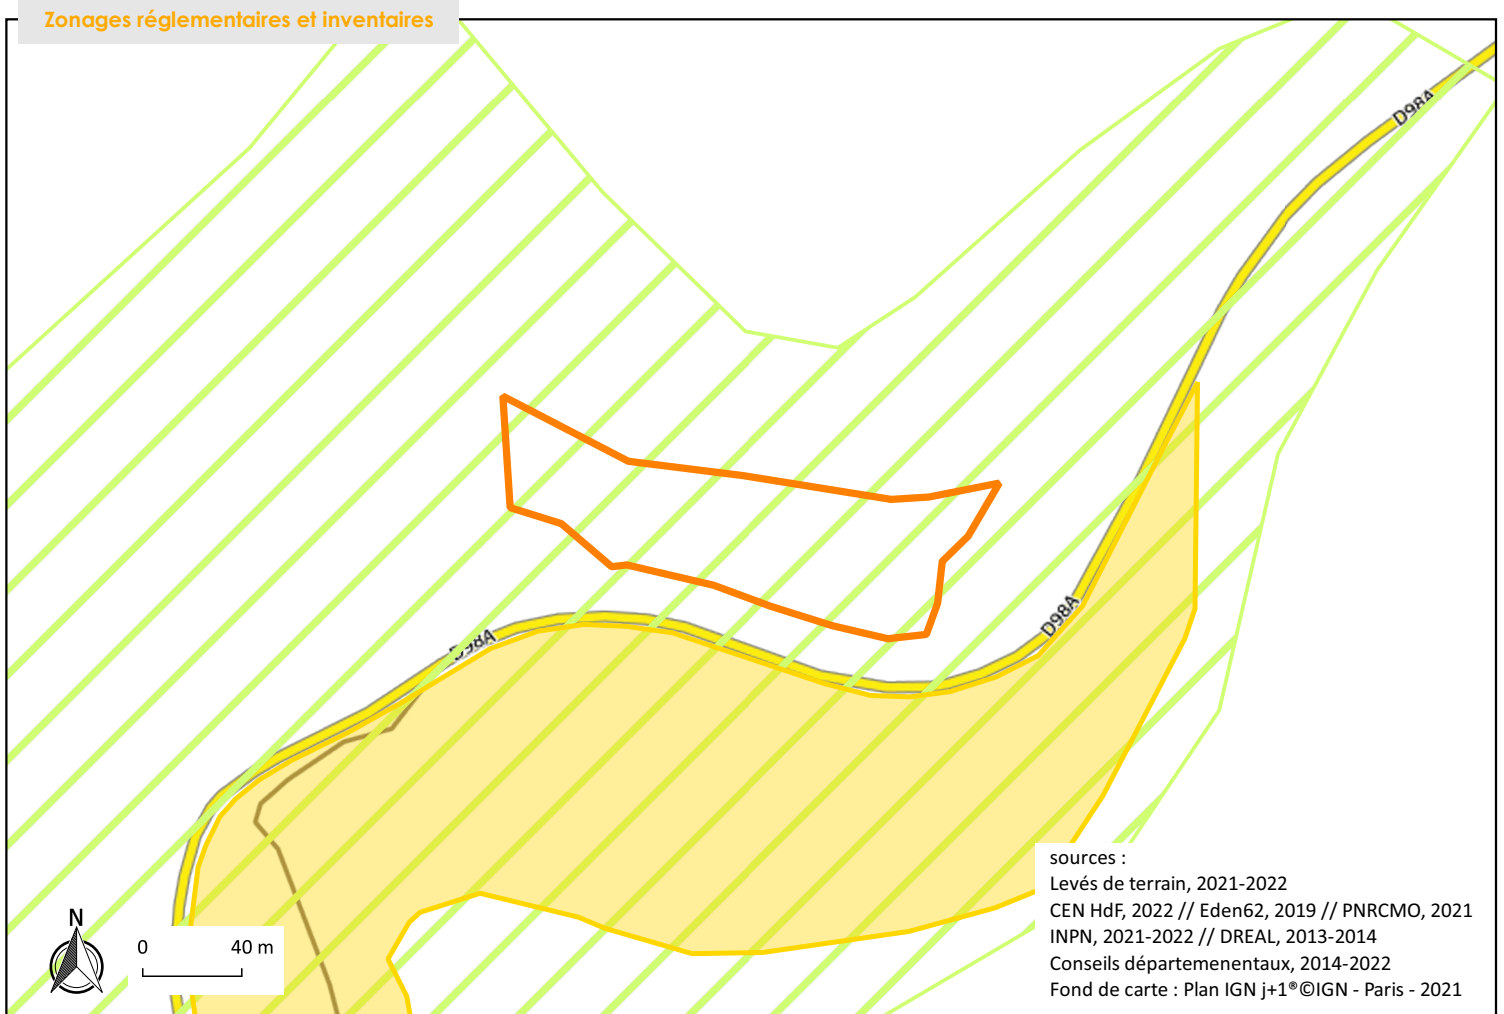 Zonages réglementaires et inventaires
D98A
D98A
D98A
N
0 40 m
sources :
Levés de terrain, 2021-2022
CEN HdF, 2022 // Eden62, 2019 // PNRCMO, 2021
INPN, 2021-2022 // DREAL, 2013-2014
Conseils départemenentaux, 2014-2022
Fond de carte : Plan IGN j+1®©IGN - Paris - 2021